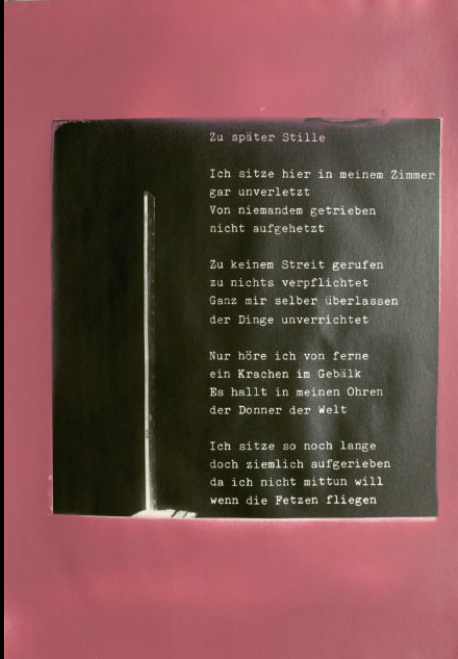 Zu später Stille
Ich sitze hier in meinem Zimmer
gar unverletzt
Von niemandem getrieben
nicht aufgehetzt
Zu keinem Streit gerufen
zu nichts verpflichtet
Ganz mir selber überlassen
der Dinge unverrichtet
Nur höre ich von ferne
ein Krachen im Gebälk
Es hallt in meinen Ohren
der Donner der Welt
Ich sitze so noch lange
doch ziemlich aufgerieben
da ich nicht mittun will
wenn die Fetzen fliegen